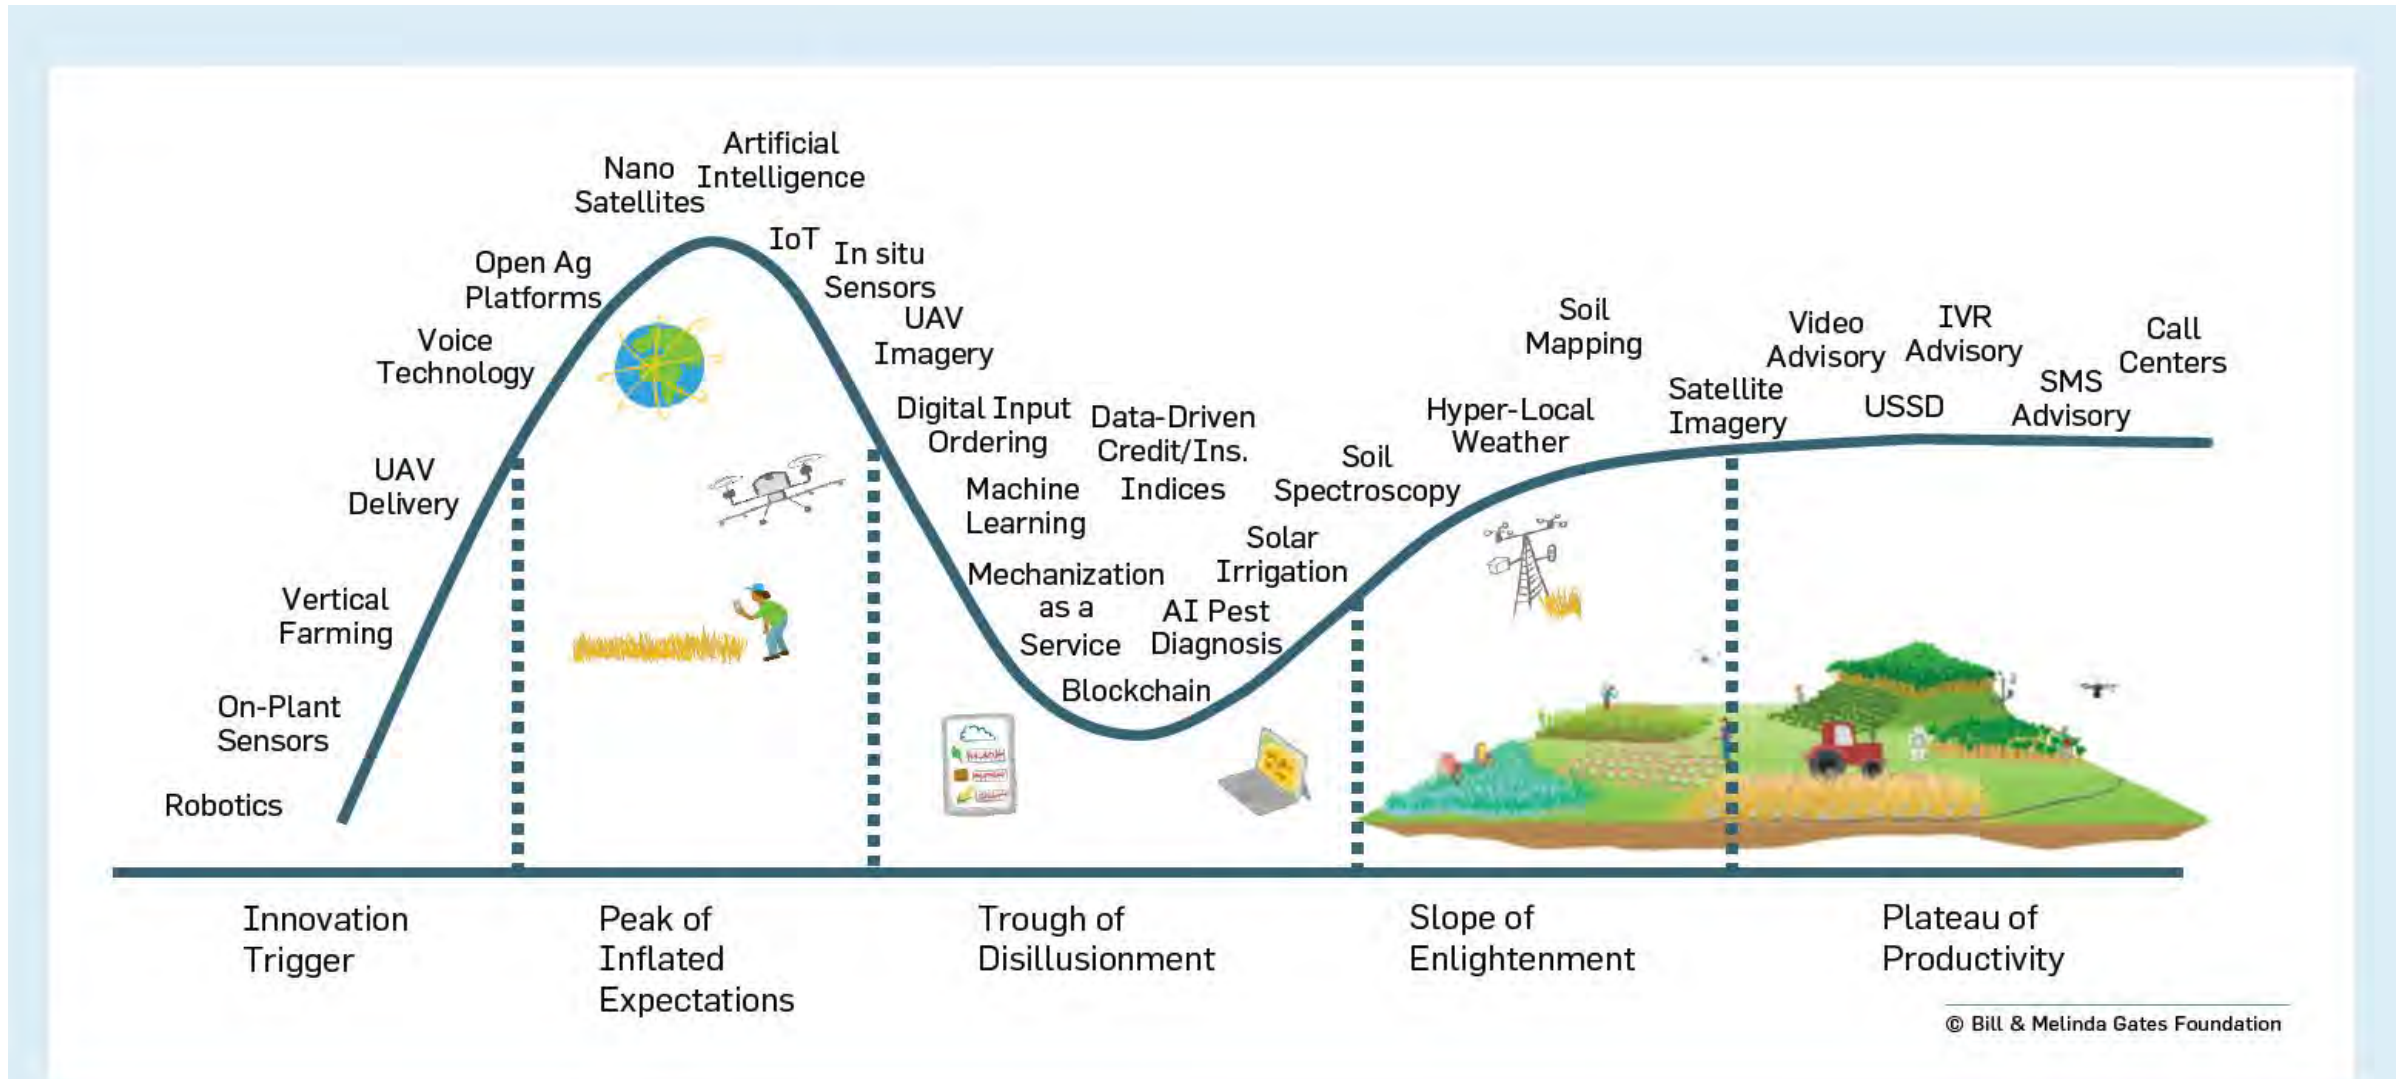 Artificial
Intelligence
Nano
Satellites
IoT
In situ
Sensors
Open Ag
Platforms
UAV
Imagery
Voice
Technology
UAV
Delivery
Vertical
Farming
On-Plant
Sensors
Robotics
Digital Input
Ordering
Data-Driven
Credit/Ins.
Indices
Machine
Learning
Mechanization
as a
Service
AI Pest
Diagnosis
Blockchain
Solar
Irrigation
Soil
Spectroscopy
Hyper-Local
Weather
Soil
Mapping
Satellite
Imagery
Video
Advisory
IVR
Advisory
USSD
SMS
Advisory
Call
Centers
Innovation
Trigger
Peak of
Inflated
Expectations
Trough of
Disillusionment
Slope of
Enlightenment
Plateau of
Productivity
© Bill & Melinda Gates Foundation